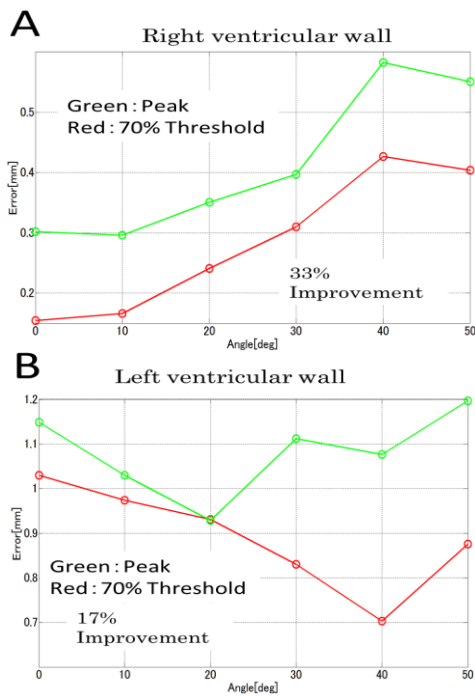 A
Right ventricular wall
Green : Peak
Red : 70% Threshold
33%
Improvement
Error[mm]
0.5
0.4
0.3
0.2
0 10 20 30 40 50
Angle[deg]
B
Left ventricular wall
1.2
1.1
1
0.9
0.8
0.7
Error[mm]
Green : Peak
Red : 70% Threshold
17%
Improvement
0 10 20 30 40 50
Angle[deg]